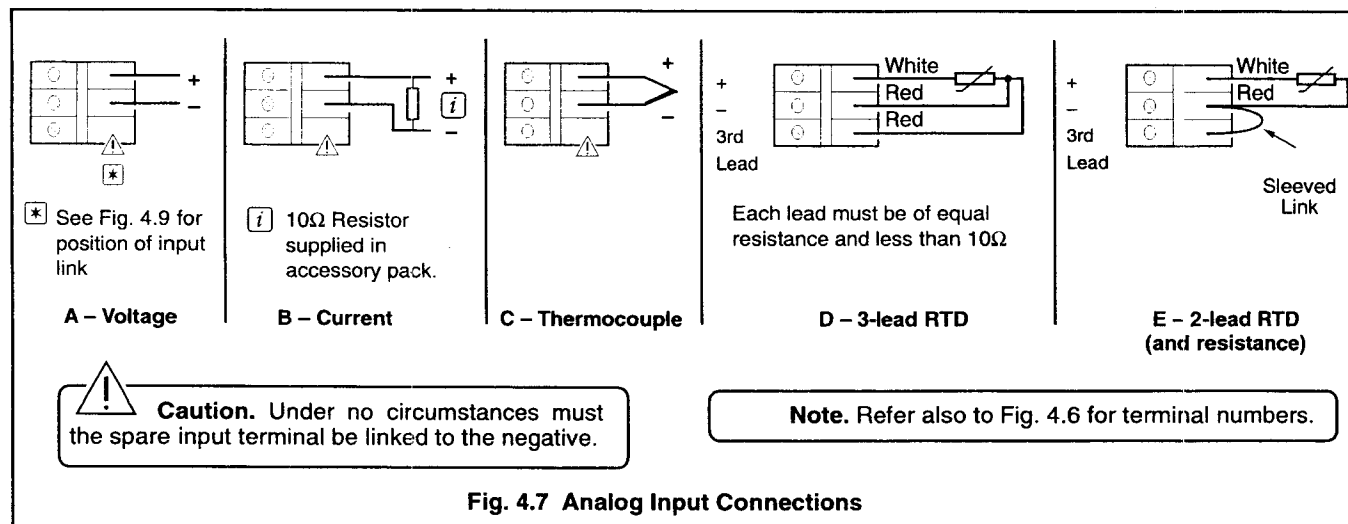 +
−
*
* See Fig. 4.9 for
position of input
link
A – Voltage
+
i
−
i 10Ω Resistor
supplied in
accessory pack.
B – Current
+
−
C – Thermocouple
+
−
3rd
Lead
White
Red
Red
Each lead must be of equal
resistance and less than 10Ω
D – 3-lead RTD
+
−
3rd
Lead
White
Red
Sleeved
Link
E – 2-lead RTD
(and resistance)
! Caution. Under no circumstances must
the spare input terminal be linked to the negative.
Note. Refer also to Fig. 4.6 for terminal numbers.
Fig. 4.7 Analog Input Connections